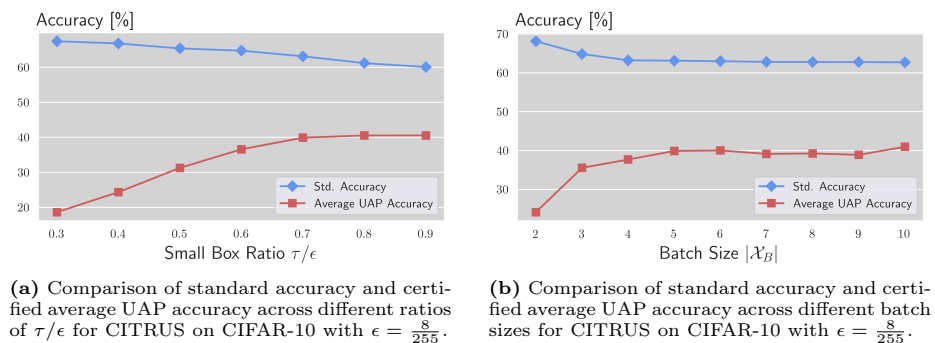 Accuracy [%]
60
50
40
30
20
0.3 0.4 0.5 0.6 0.7 0.8 0.9
Small Box Ratio τ/ϵ
Std. Accuracy
Average UAP Accuracy
(a) Comparison of standard accuracy and certi-
fied average UAP accuracy across different ratios
of τ/ϵ for CITRUS on CIFAR-10 with ϵ = 8/255.
Accuracy [%]
70
60
50
40
30
2 3 4 5 6 7 8 9 10
Batch Size |𝒳_B|
Std. Accuracy
Average UAP Accuracy
(b) Comparison of standard accuracy and certi-
fied average UAP accuracy across different batch
sizes for CITRUS on CIFAR-10 with ϵ = 8/255.